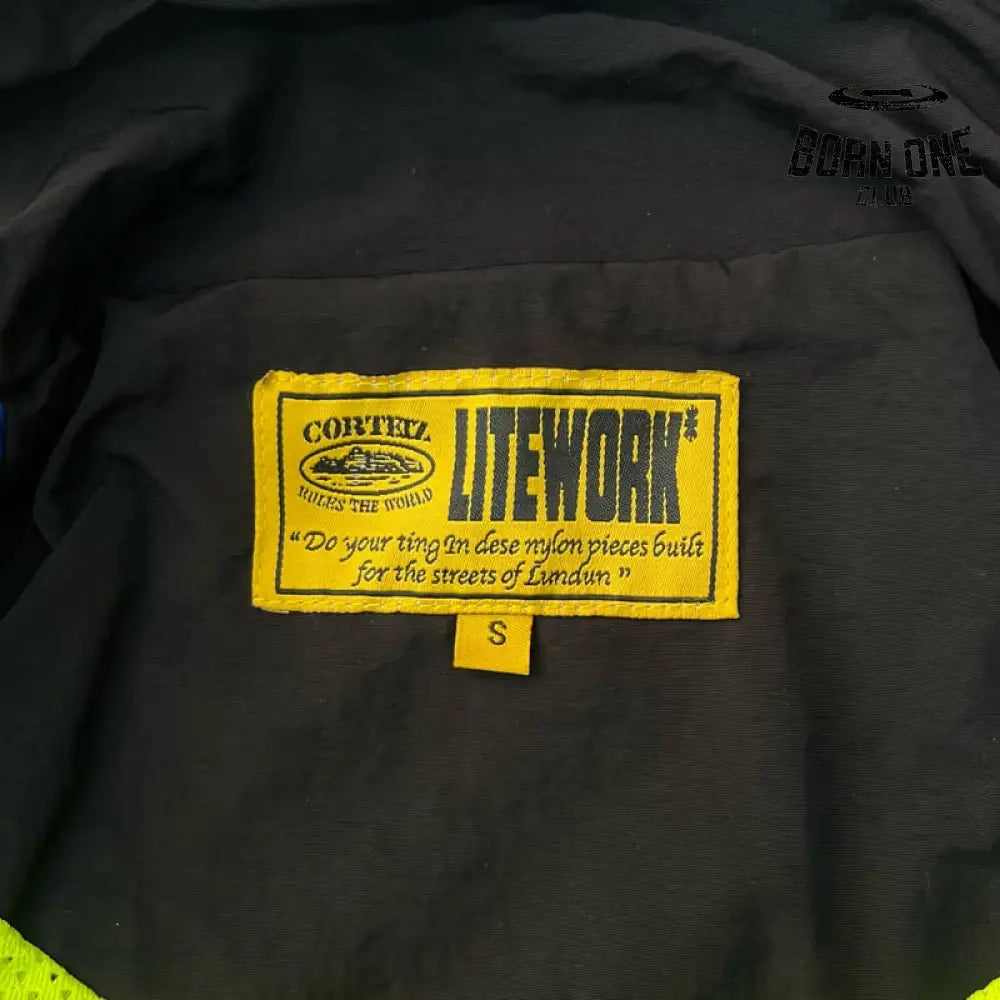 BORN ONE
CLUB
CORTEIZ
RULES THE WORLD
LITEWORK*
"Do your ting In dese nylon pieces built
for the streets of Lundun"
S